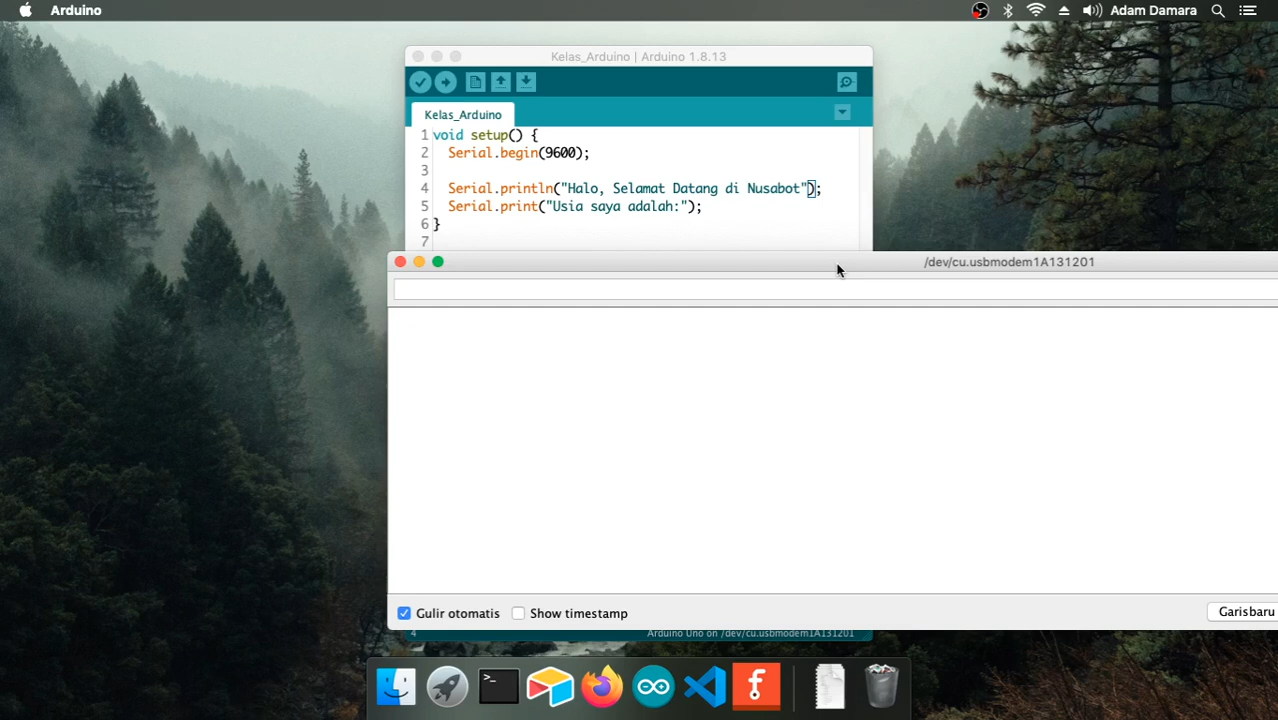 Arduino
Adam Damara
Kelas_Arduino | Arduino 1.8.13
Kelas_Arduino
1 void setup() {
2 Serial.begin(9600);
3
4 Serial.println("Halo, Selamat Datang di Nusabot");
5 Serial.print("Usia saya adalah:");
6 }
7
/dev/cu.usbmodem1A131201
Gulir otomatis
Show timestamp
Garisbaru
4
Arduino Uno on /dev/cu.usbmodem1A131201